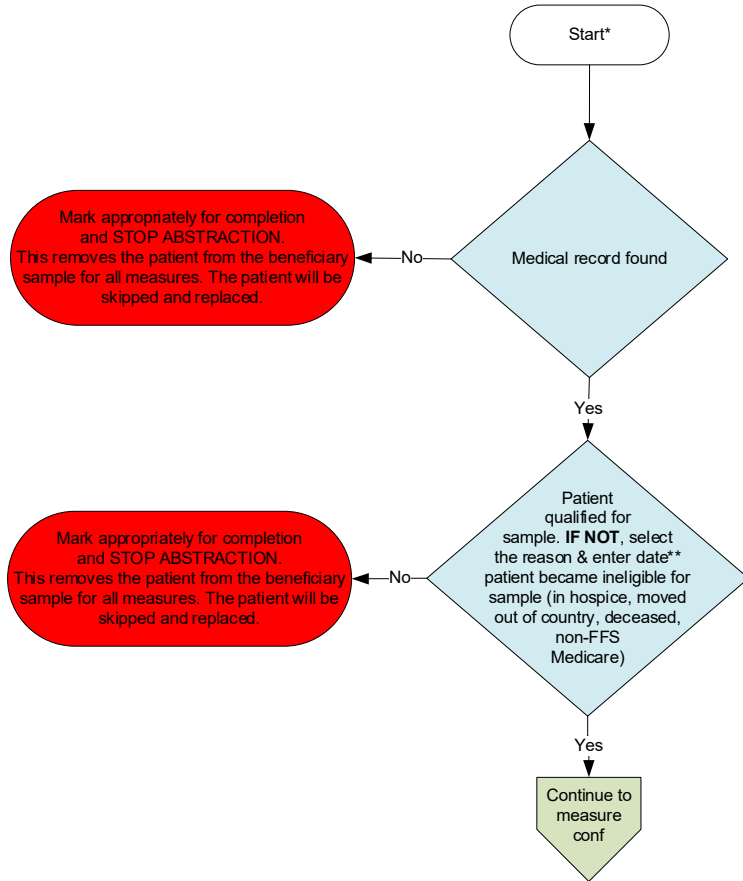 Start*
Medical record found
No
Mark appropriately for completion
and STOP ABSTRACTION.
This removes the patient from the beneficiary
sample for all measures. The patient will be
skipped and replaced.
Yes
Patient
qualified for
sample. IF NOT, select
the reason & enter date**
patient became ineligible for
sample (in hospice, moved
out of country, deceased,
non-FFS
Medicare)
No
Mark appropriately for completion
and STOP ABSTRACTION.
This removes the patient from the beneficiary
sample for all measures. The patient will be
skipped and replaced.
Yes
Continue to
measure
conf